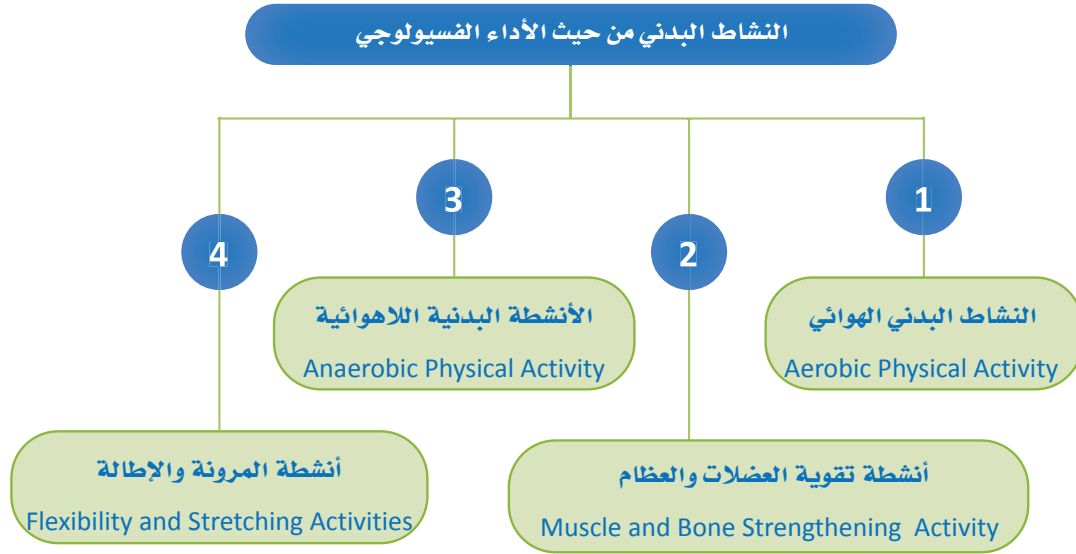 النشاط البدني من حيث الأداء الفسيولوجي
1
النشاط البدني الهوائي
Aerobic Physical Activity
2
أنشطة تقوية العضلات والعظام
Muscle and Bone Strengthening Activity
3
الأنشطة البدنية اللاهوائية
Anaerobic Physical Activity
4
أنشطة المرونة والإطالة
Flexibility and Stretching Activities